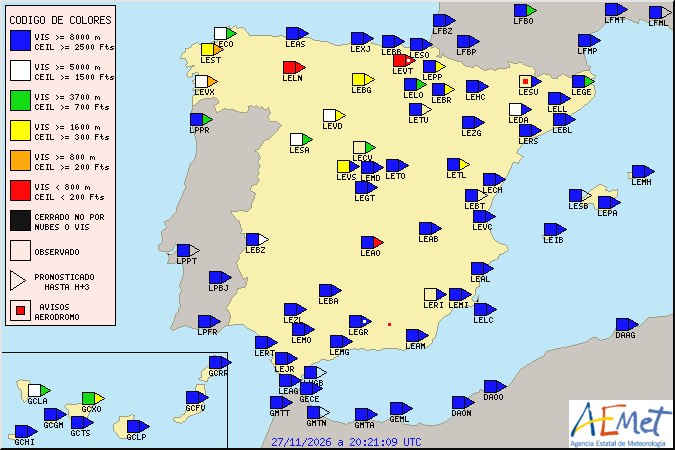 CODIGO DE COLORES
VIS >= 8000 m
CEIL >= 2500 Fts
VIS >= 5000 m
CEIL >= 1500 Fts
VIS >= 3700 m
CEIL >= 700 Fts
VIS >= 1600 m
CEIL >= 300 Fts
VIS >= 800 m
CEIL >= 200 Fts
VIS < 800 m
CEIL < 200 Fts
CERRADO NO POR
NUBES O VIS
OBSERVADO
PRONOSTICADO
HASTA H+3
AVISOS
AERODROMO
LFBO
LFMT
LFML
LFBZ
LECO
LEAS
LEXJ
LEBB
LESO
LFBP
LFMP
LEST
LELN
LEVT
LEPP
LEVX
LEBG
LELO
LEBR
LEHC
LESU
LEGE
LELL
LETU
LEDA
LPPR
LEVD
LEZG
LERS
LEBL
LESA
LECV
LEVS
LEMD
LETO
LETL
LEGT
LECH
LEMH
LEBT
LESB
LEPA
LEVC
LEAB
LEIB
LEBZ
LEAO
LPPT
LPBJ
LEAL
LEBA
LERI
LEMI
LEZL
LELC
LPFR
LEMO
LEGR
DAAG
LERT
LEMG
LEAM
LEJR
GCRR
LEAG
LXGB
GCLA
GCXO
GCFV
GECE
DAOO
GMTT
GMTN
GMTA
GEML
DAON
GCGM
GCTS
GCLP
GCHI
27/11/2026 a 20:21:09 UTC
AEMet
Agencia Estatal de Meteorología